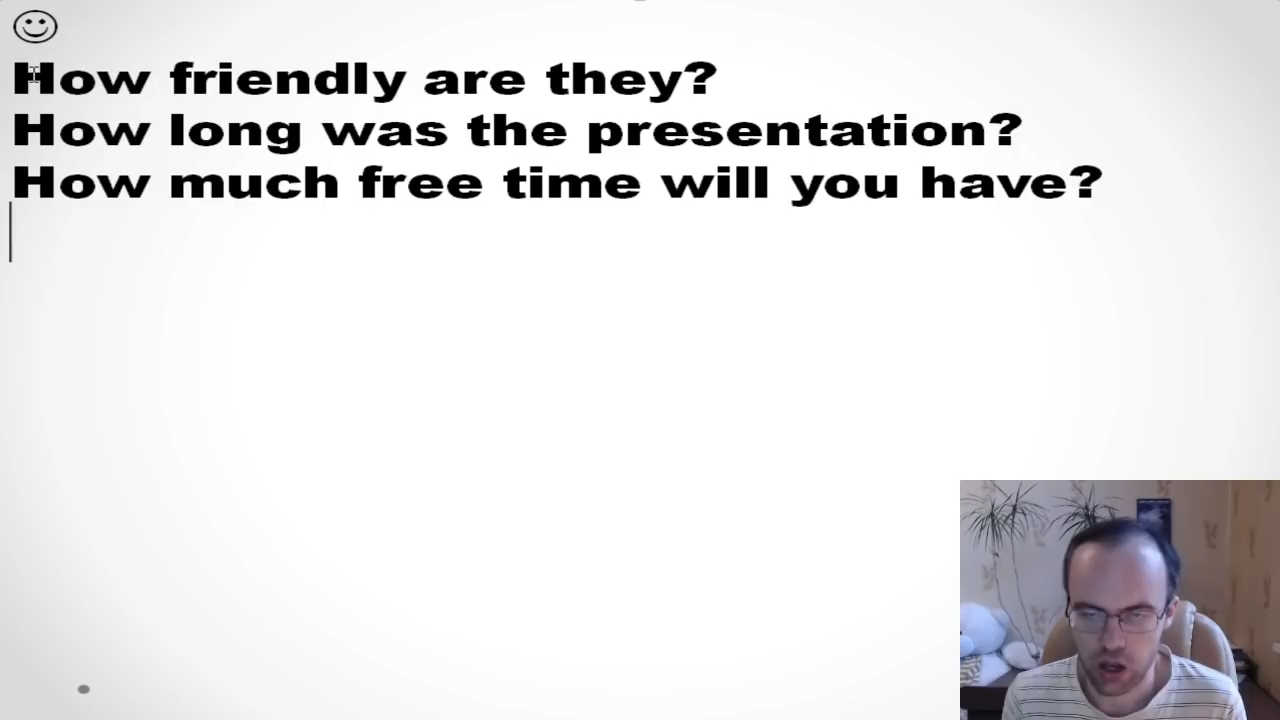 How friendly are they?
How long was the presentation?
How much free time will you have?